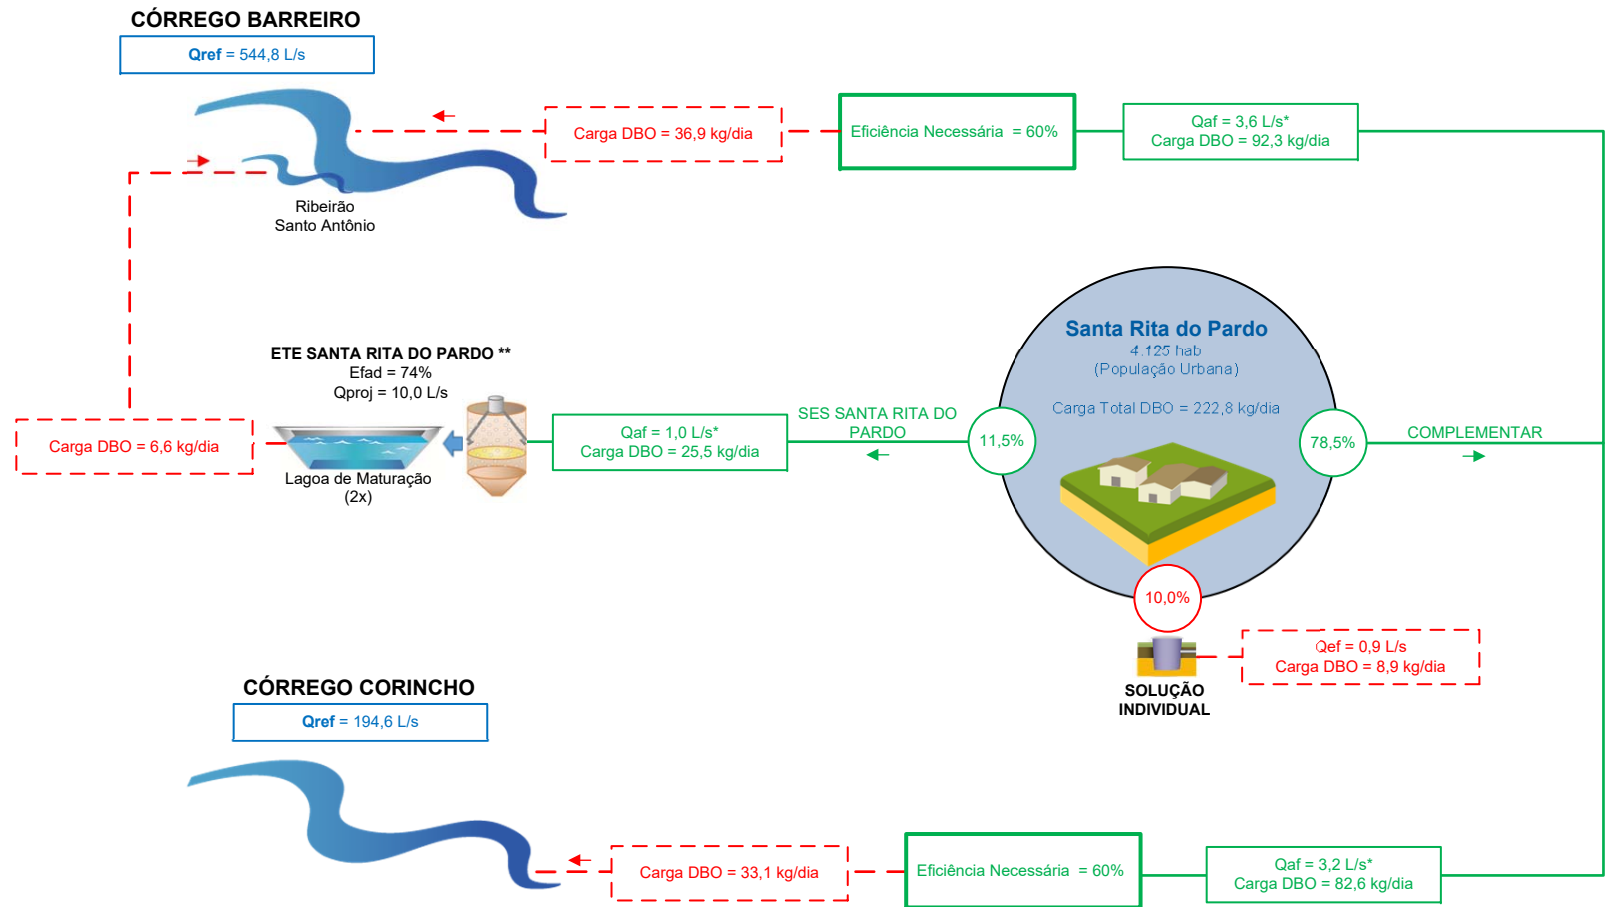 CÓRREGO BARREIRO
Qref = 544,8 L/s
Carga DBO = 36,9 kg/dia
Eficiência Necessária = 60%
Qaf = 3,6 L/s*
Carga DBO = 92,3 kg/dia
Ribeirão
Santo Antônio
ETE SANTA RITA DO PARDO **
Efad = 74%
Qproj = 10,0 L/s
Carga DBO = 6,6 kg/dia
Lagoa de Maturação
(2x)
Qaf = 1,0 L/s*
Carga DBO = 25,5 kg/dia
SES SANTA RITA DO
PARDO
11,5%
Santa Rita do Pardo
4.125 hab
(População Urbana)
Carga Total DBO = 222,8 kg/dia
78,5%
COMPLEMENTAR
10,0%
SOLUÇÃO
INDIVIDUAL
Qef = 0,9 L/s
Carga DBO = 8,9 kg/dia
CÓRREGO CORINCHO
Qref = 194,6 L/s
Carga DBO = 33,1 kg/dia
Eficiência Necessária = 60%
Qaf = 3,2 L/s*
Carga DBO = 82,6 kg/dia